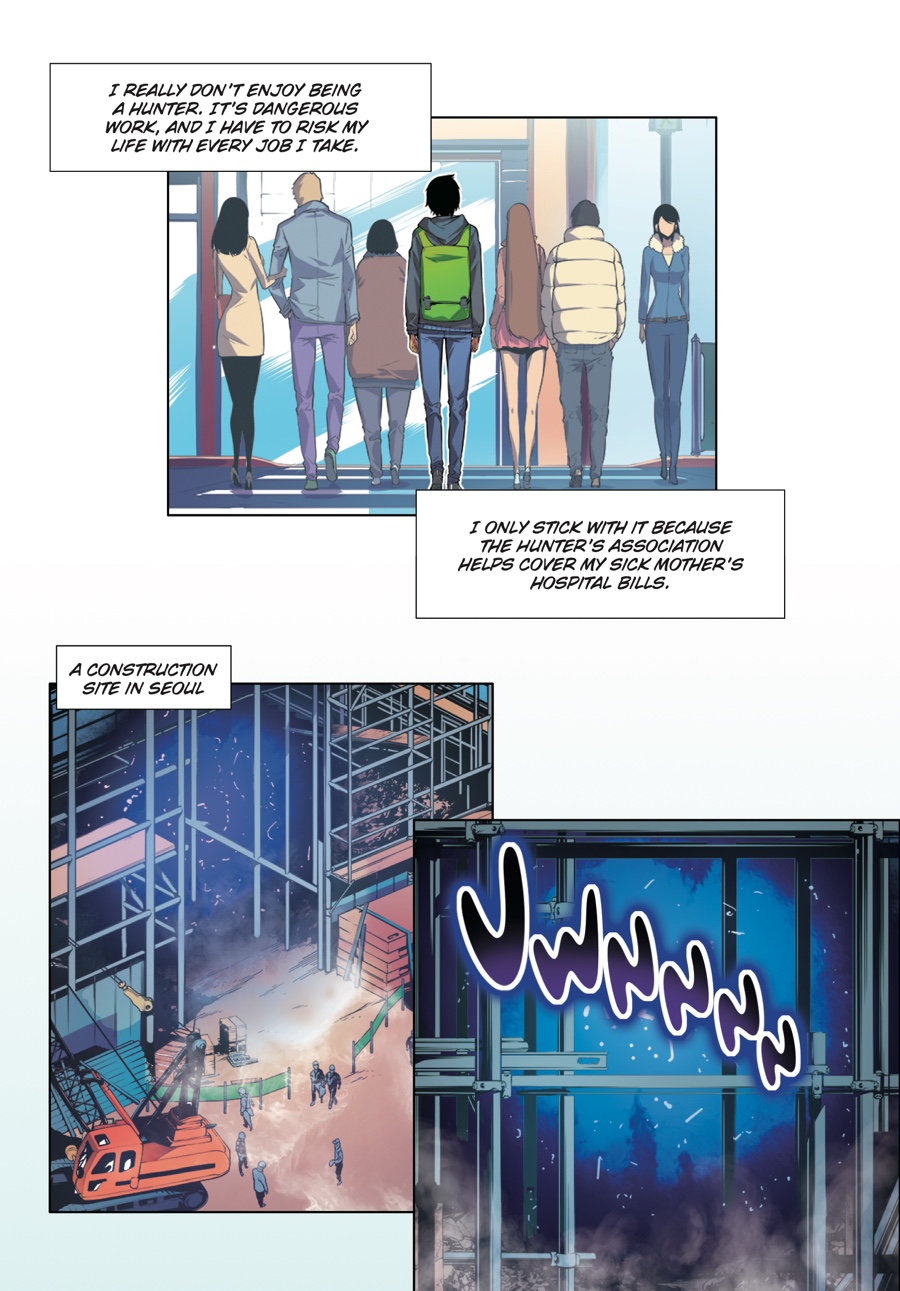 I REALLY DON'T ENJOY BEING
A HUNTER. IT'S DANGEROUS
WORK, AND I HAVE TO RISK MY
LIFE WITH EVERY JOB I TAKE.
I ONLY STICK WITH IT BECAUSE
THE HUNTER'S ASSOCIATION
HELPS COVER MY SICK MOTHER'S
HOSPITAL BILLS.
A CONSTRUCTION
SITE IN SEOUL
UWNNNN